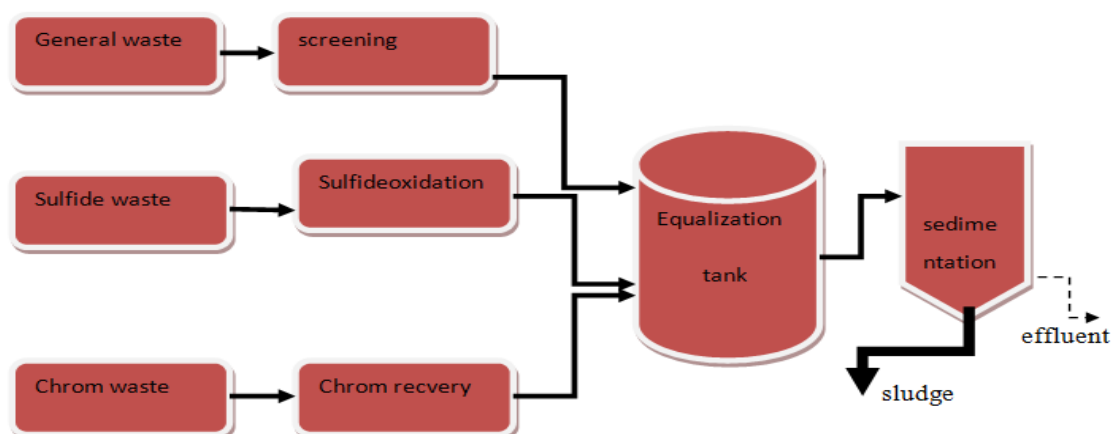 General waste
screening
Sulfide waste
Sulfideoxidation
Equalization
tank
sedime
ntation
effluent
Chrom waste
Chrom recvery
sludge